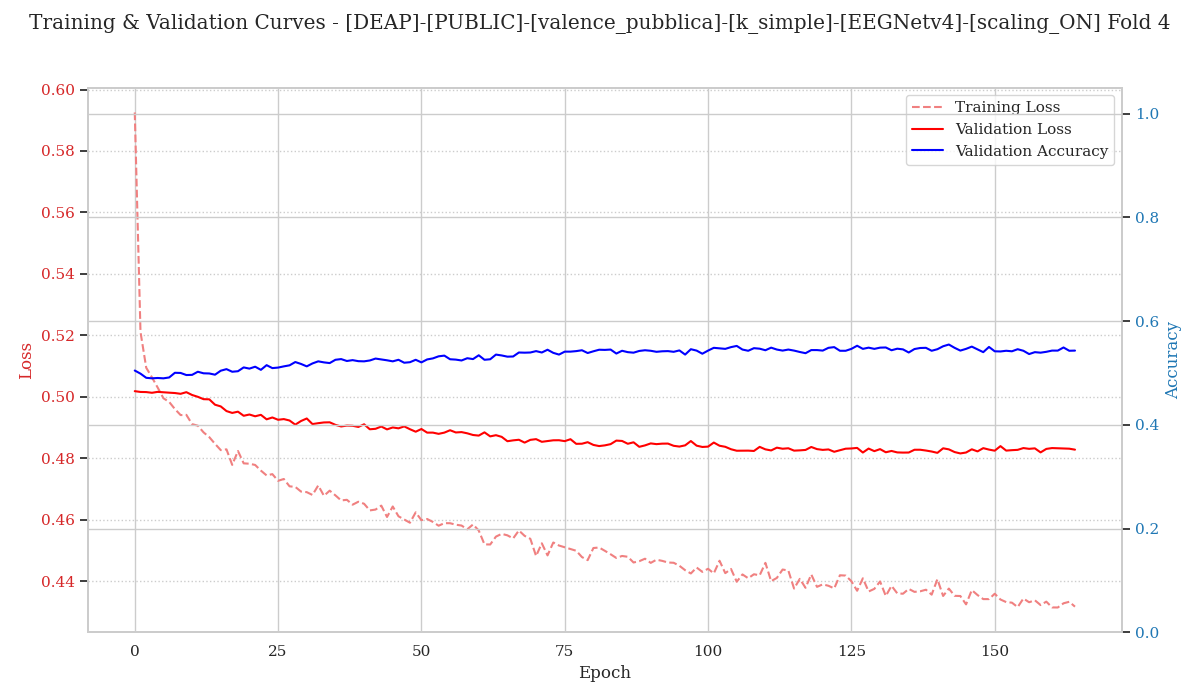 Training & Validation Curves - [DEAP]-[PUBLIC]-[valence_pubblica]-[k_simple]-[EEGNetv4]-[scaling_ON] Fold 4
0.60
0.58
0.56
0.54
0.52
0.50
0.48
0.46
0.44
Loss
Training Loss
Validation Loss
Validation Accuracy
1.0
0.8
0.6
0.4
0.2
0.0
Accuracy
0 25 50 75 100 125 150
Epoch